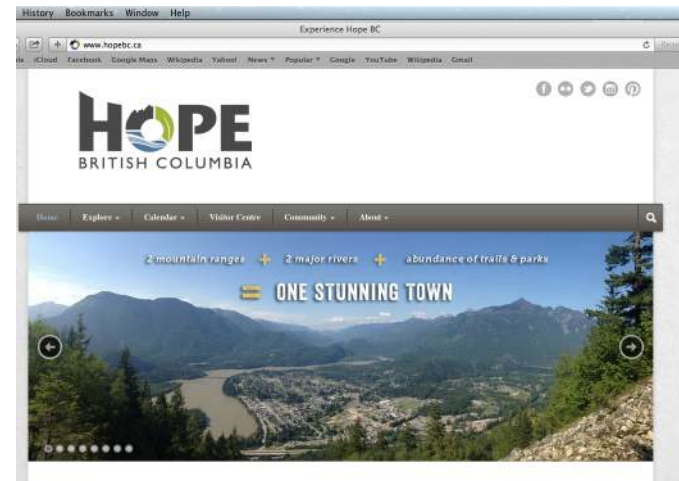 History Bookmarks Window Help
Experience Hope BC
www.hopebc.ca
iCloud Facebook Google Maps Wikipedia Yahoo! News Popular Google YouTube Wikipedia Gmail
HOPE
BRITISH COLUMBIA
Home Explore Calendar Visitor Centre Community About
2 mountain ranges + 2 major rivers + abundance of trails & parks
= ONE STUNNING TOWN